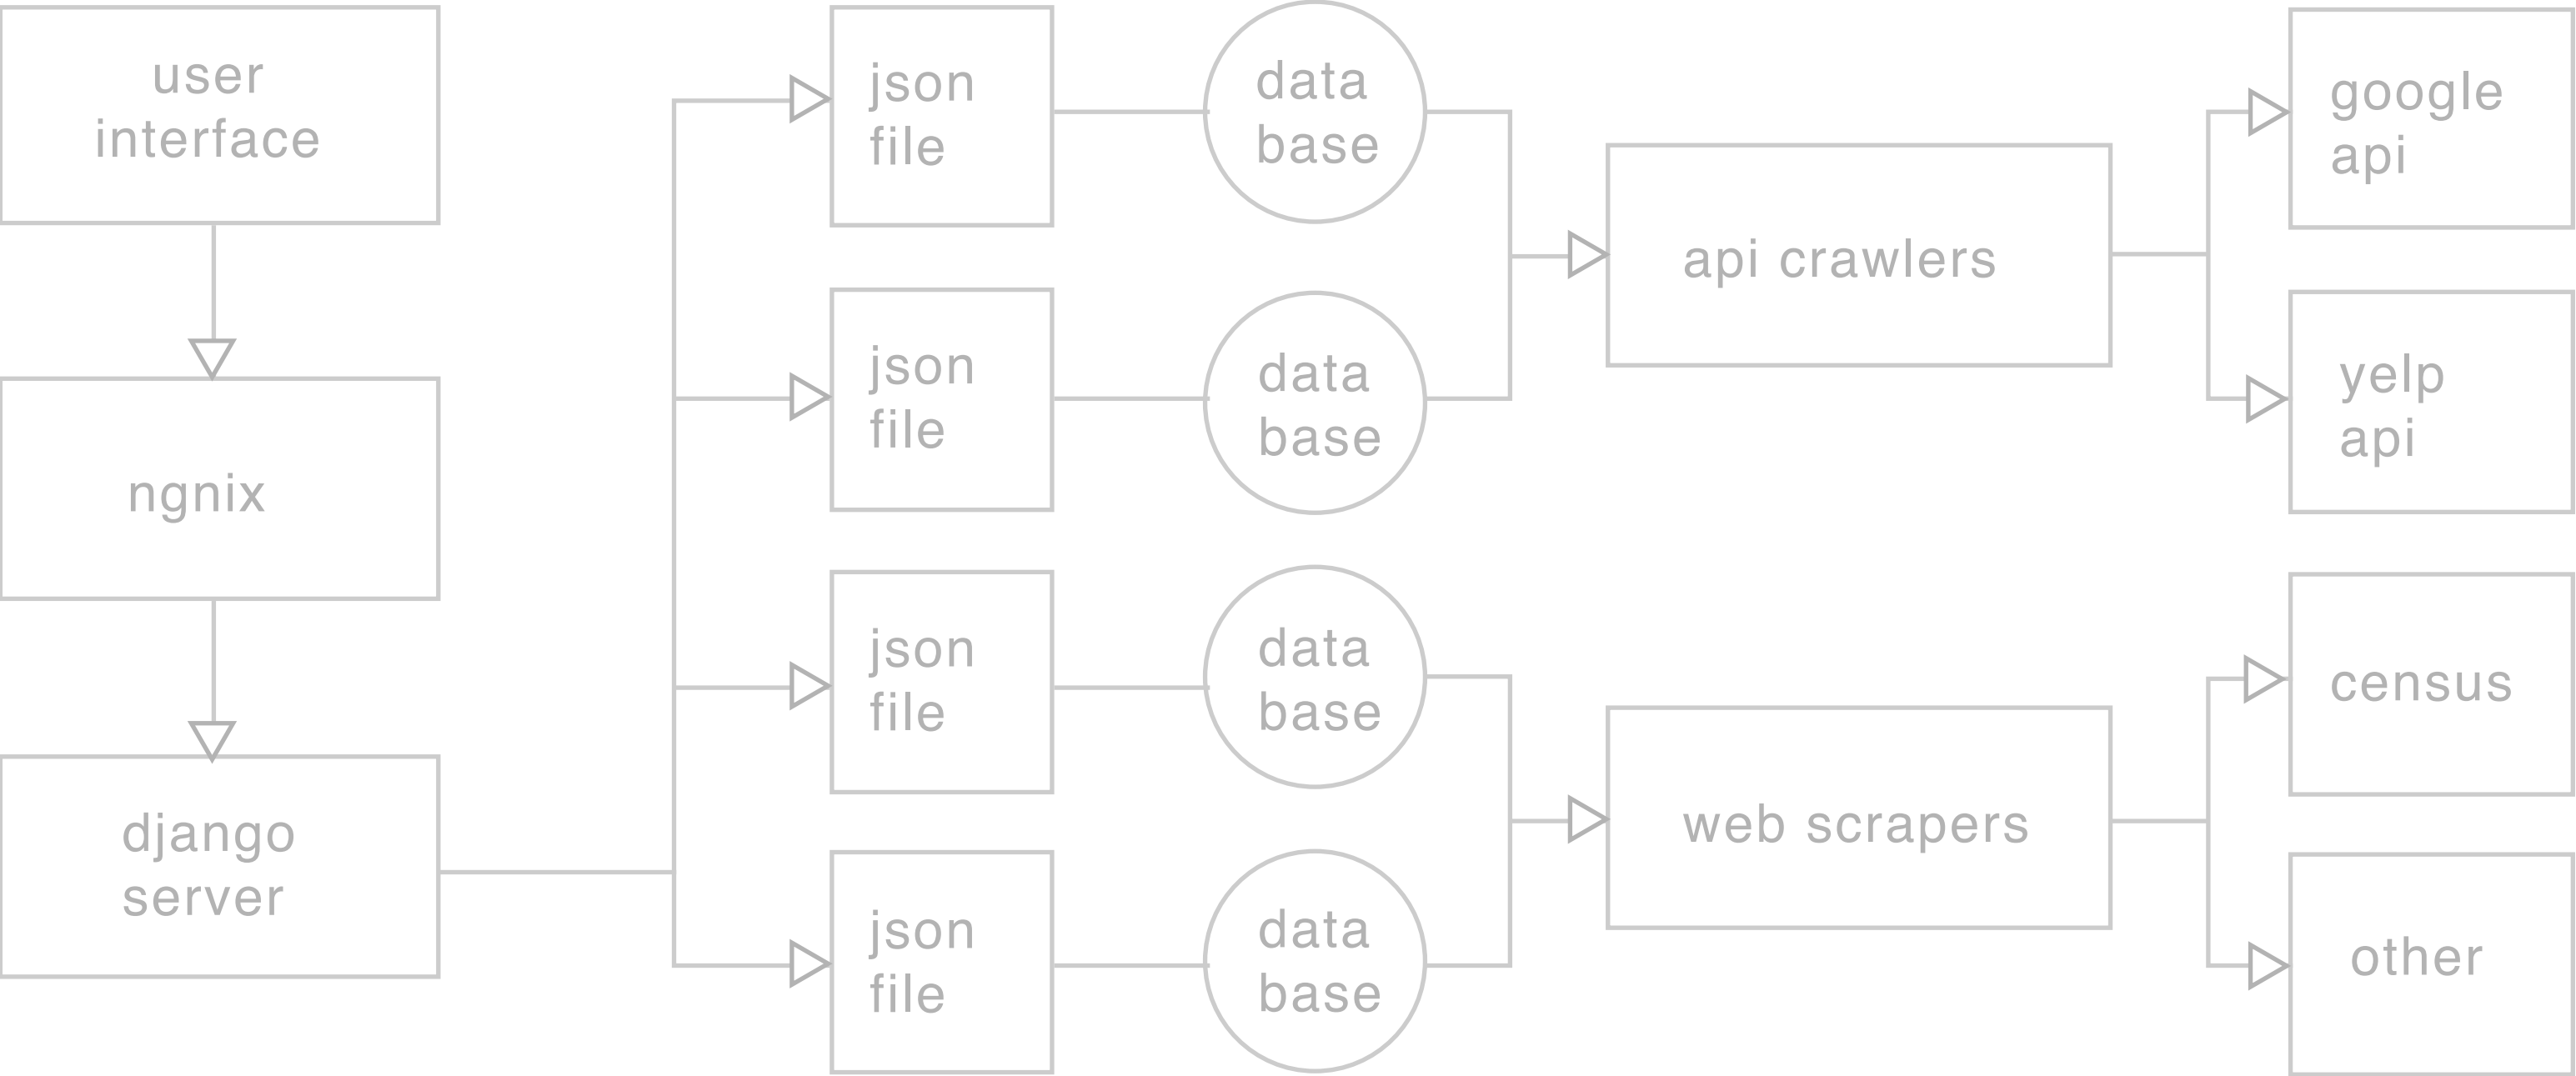 user
interface
ngnix
django
server
json
file
json
file
json
file
json
file
data
base
data
base
data
base
data
base
api crawlers
web scrapers
google
api
yelp
api
census
other